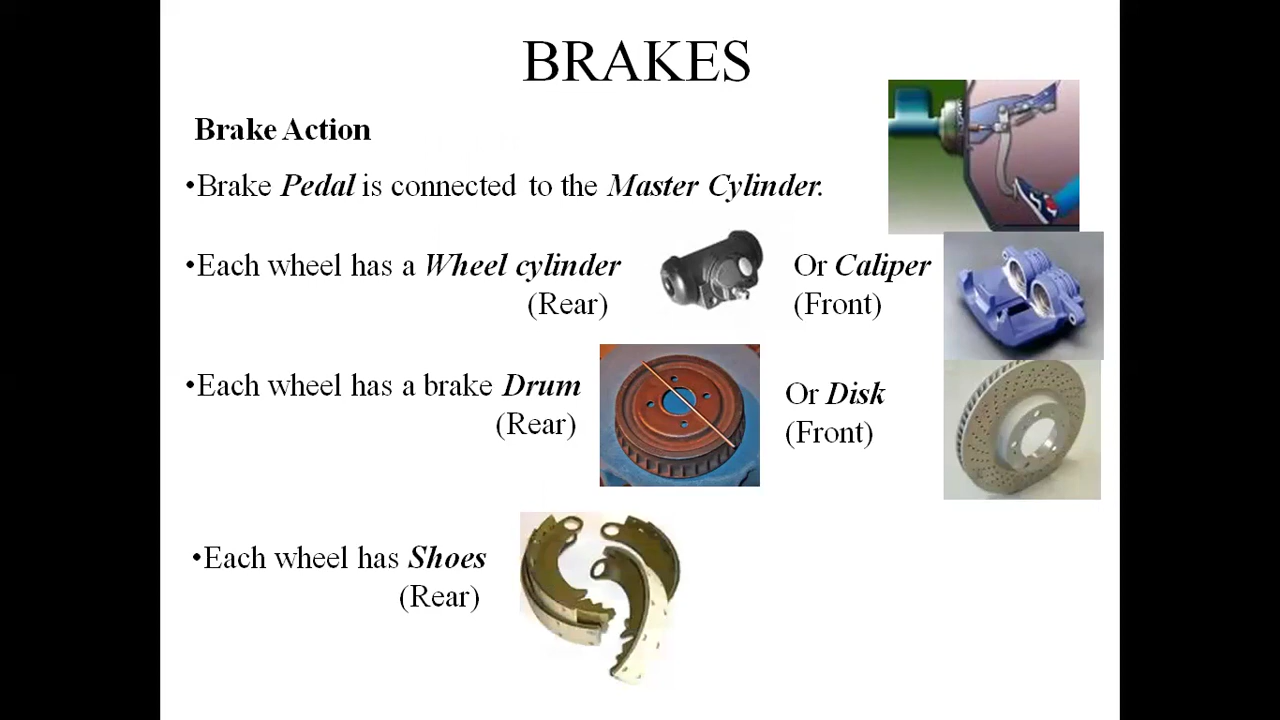 BRAKES
Brake Action
•Brake Pedal is connected to the Master Cylinder.
•Each wheel has a Wheel cylinder Or Caliper
(Rear) (Front)
•Each wheel has a brake Drum Or Disk
(Rear) (Front)
•Each wheel has Shoes
(Rear)